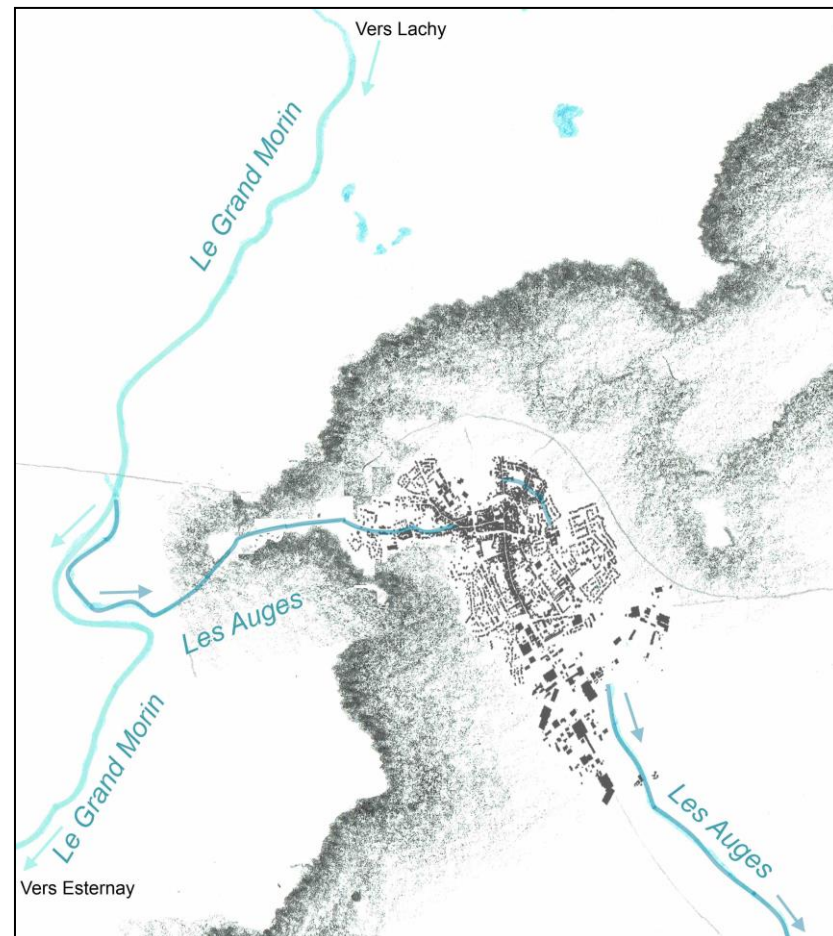 Vers Lachy
Le Grand Morin
Les Auges
Le Grand Morin
Les Auges
Vers Esternay